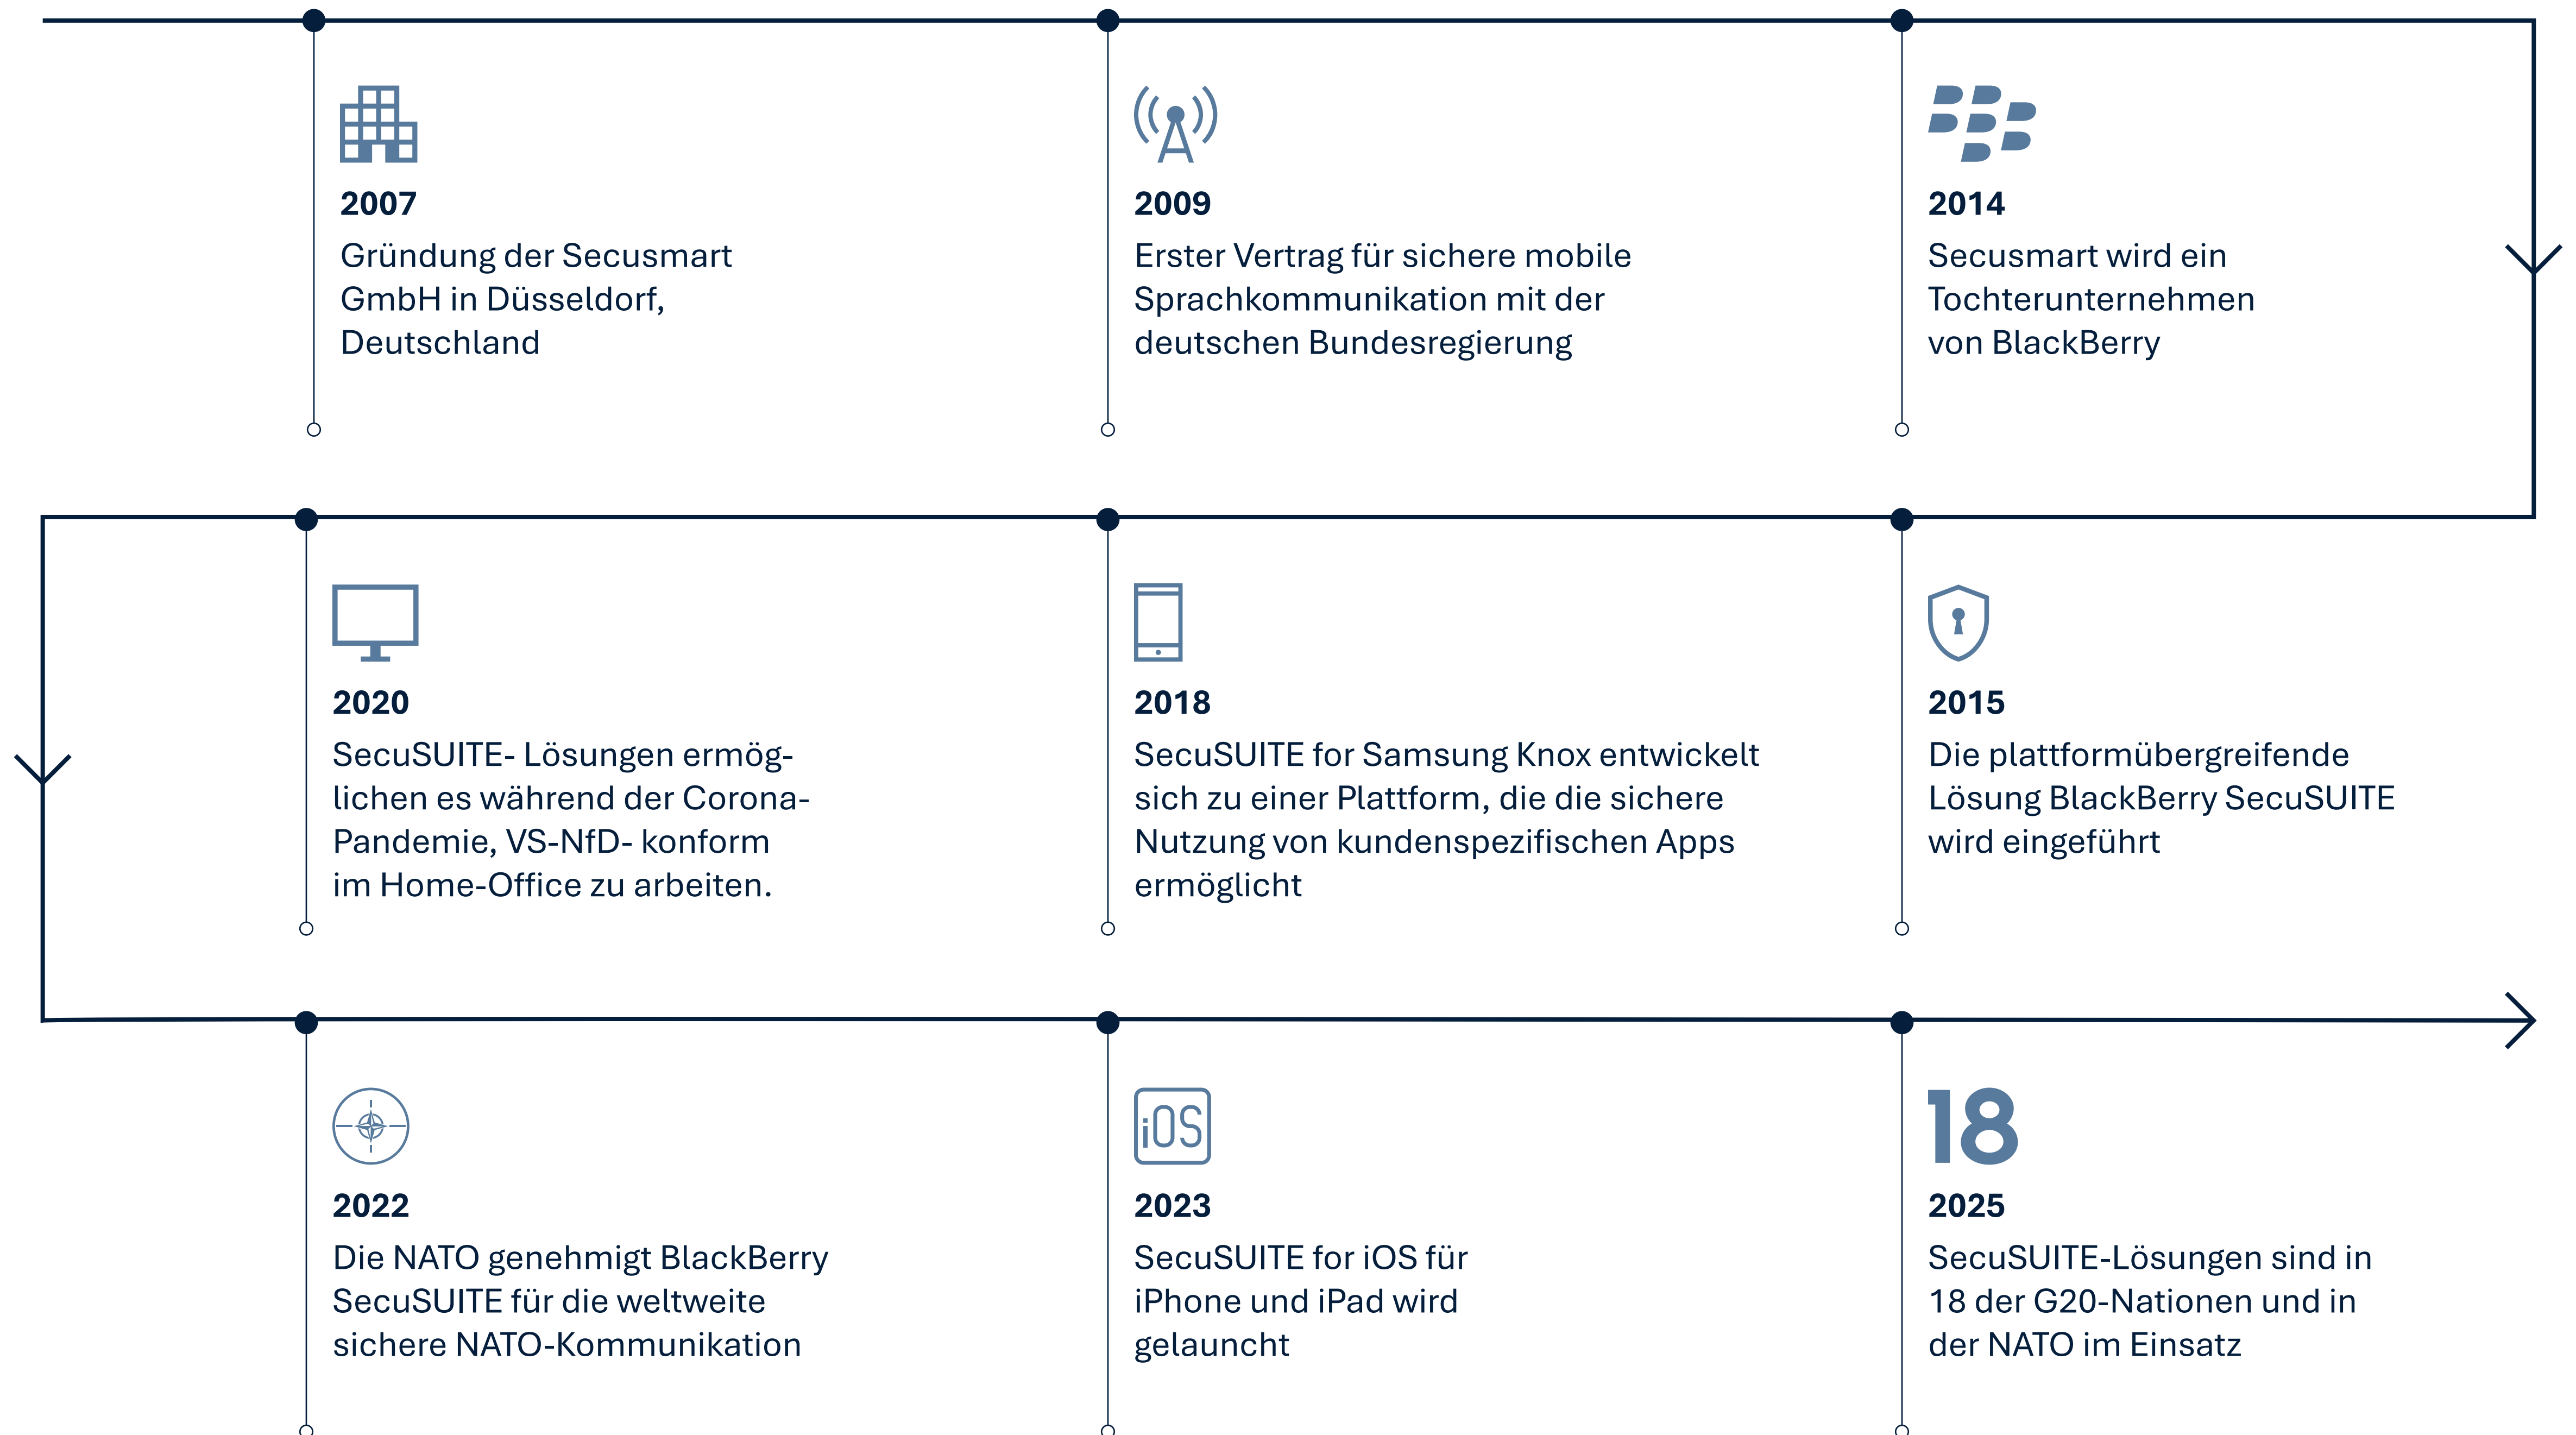 2007
Gründung der Secusmart
GmbH in Düsseldorf,
Deutschland
2009
Erster Vertrag für sichere mobile
Sprachkommunikation mit der
deutschen Bundesregierung
2014
Secusmart wird ein
Tochterunternehmen
von BlackBerry
2015
Die plattformübergreifende
Lösung BlackBerry SecuSUITE
wird eingeführt
2018
SecuSUITE for Samsung Knox entwickelt
sich zu einer Plattform, die die sichere
Nutzung von kundenspezifischen Apps
ermöglicht
2020
SecuSUITE- Lösungen ermög-
lichen es während der Corona-
Pandemie, VS-NfD- konform
im Home-Office zu arbeiten.
2022
Die NATO genehmigt BlackBerry
SecuSUITE für die weltweite
sichere NATO-Kommunikation
iOS
2023
SecuSUITE for iOS für
iPhone und iPad wird
gelauncht
18
2025
SecuSUITE-Lösungen sind in
18 der G20-Nationen und in
der NATO im Einsatz